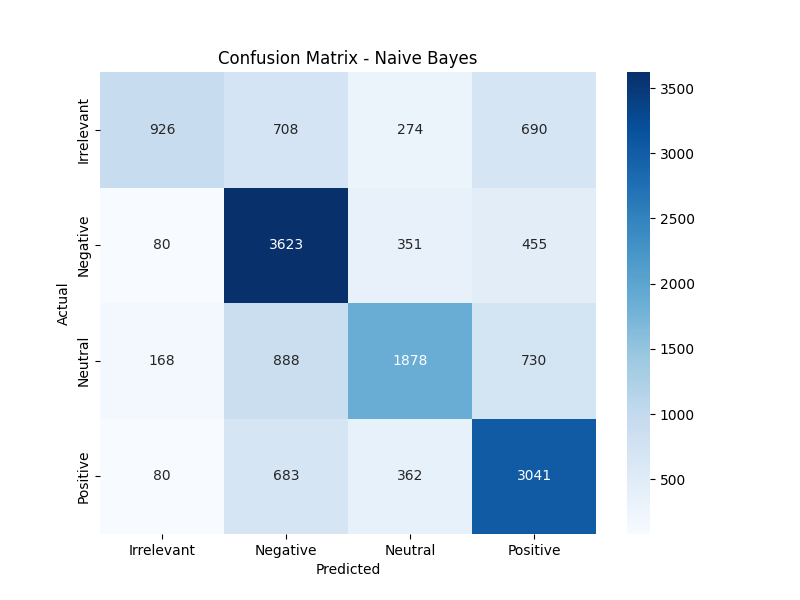 Confusion Matrix - Naive Bayes
Actual
Irrelevant 926 708 274 690
Negative 80 3623 351 455
Neutral 168 888 1878 730
Positive 80 683 362 3041
Irrelevant Negative Neutral Positive
Predicted
3500
3000
2500
2000
1500
1000
500